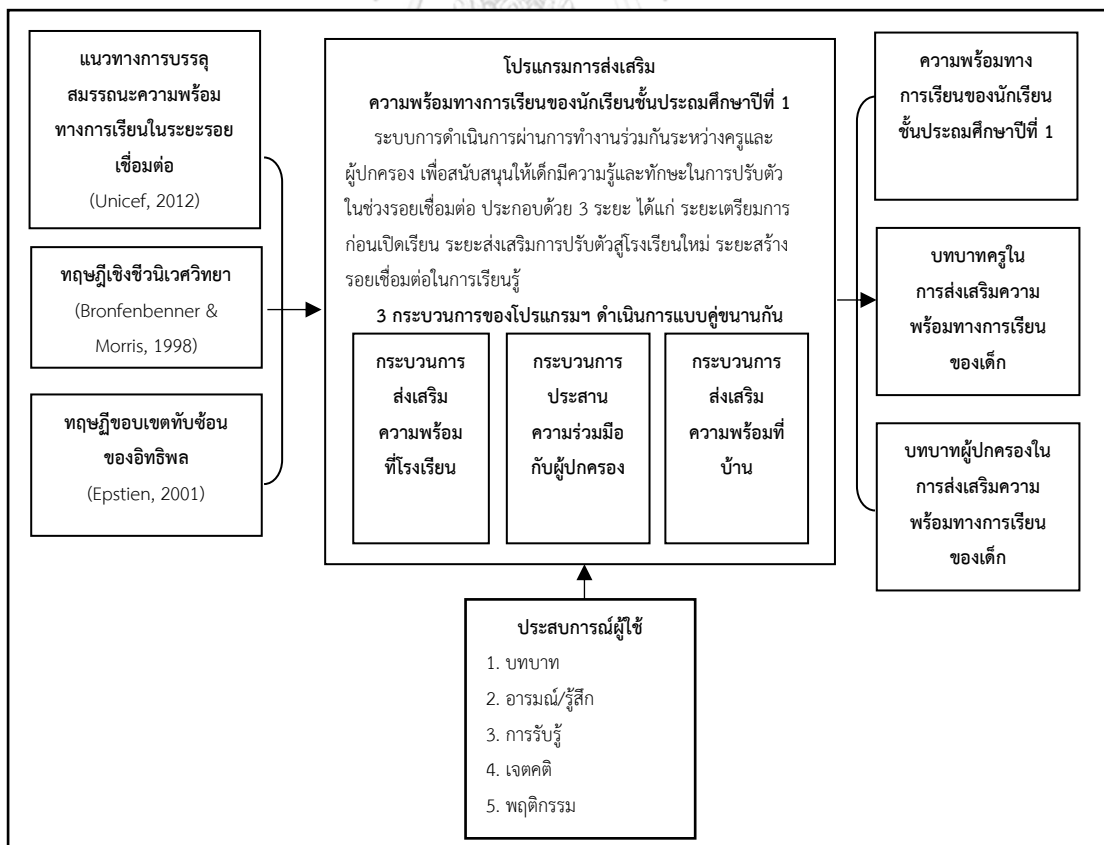 แนวทางการบรรลุ
สมรรถนะความพร้อม
ทางการเรียนในระยะรอย
เชื่อมต่อ
(Unicef, 2012)
ทฤษฎีเชิงชีวนิเวศวิทยา
(Bronfenbenner &
Morris, 1998)
ทฤษฎีขอบเขตทับซ้อน
ของอิทธิพล
(Epstien, 2001)
โปรแกรมการส่งเสริม
ความพร้อมทางการเรียนของนักเรียนชั้นประถมศึกษาปีที่ 1
ระบบการดำเนินการผ่านการทำงานร่วมกันระหว่างครูและ
ผู้ปกครอง เพื่อสนับสนุนให้เด็กมีความรู้และทักษะในการปรับตัว
ในช่วงรอยเชื่อมต่อ ประกอบด้วย 3 ระยะ ได้แก่ ระยะเตรียมการ
ก่อนเปิดเรียน ระยะส่งเสริมการปรับตัวสู่โรงเรียนใหม่ ระยะสร้าง
รอยเชื่อมต่อในการเรียนรู้
3 กระบวนการของโปรแกรมฯ ดำเนินการแบบคู่ขนานกัน
กระบวนการ
ส่งเสริม
ความพร้อม
ที่โรงเรียน
กระบวนการ
ประสาน
ความร่วมมือ
กับผู้ปกครอง
กระบวนการ
ส่งเสริม
ความพร้อมที่
บ้าน
ความพร้อมทาง
การเรียนของนักเรียน
ชั้นประถมศึกษาปีที่ 1
บทบาทครูใน
การส่งเสริมความ
พร้อมทางการเรียน
ของเด็ก
บทบาทผู้ปกครองใน
การส่งเสริมความ
พร้อมทางการเรียน
ของเด็ก
ประสบการณ์ผู้ใช้
1. บทบาท
2. อารมณ์/รู้สึก
3. การรับรู้
4. เจตคติ
5. พฤติกรรม